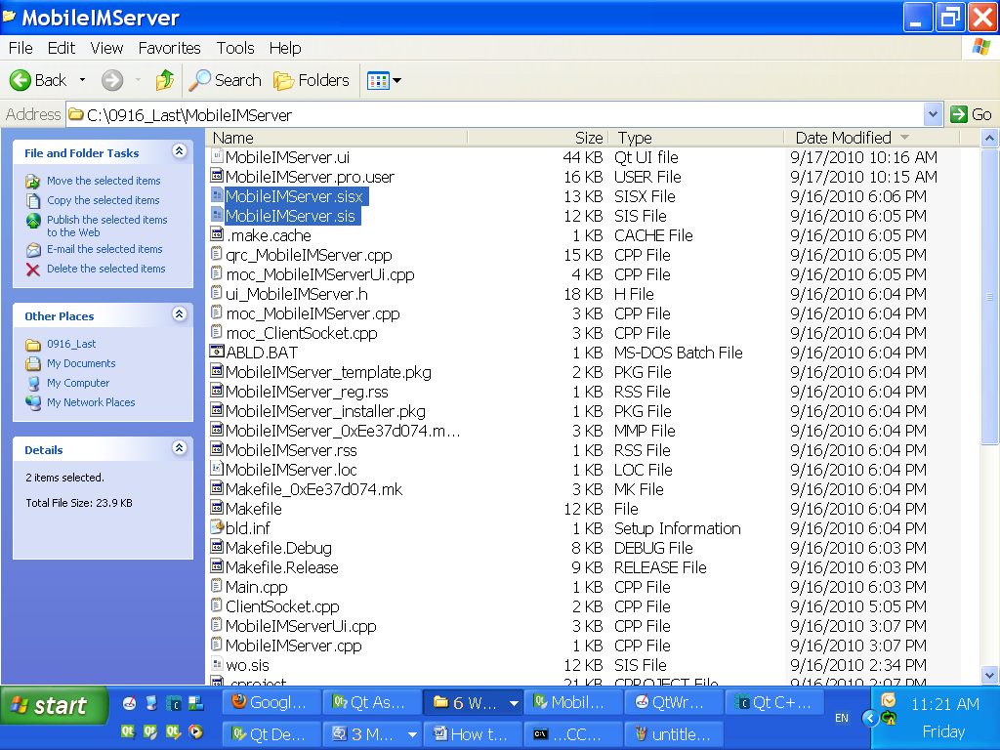 MobileIMServer
File Edit View Favorites Tools Help
Back Search Folders
Address C:\0916_Last\MobileIMServer Go
File and Folder Tasks
Move the selected items
Copy the selected items
Publish the selected items
to the Web
E-mail the selected items
Delete the selected items
Other Places
0916_Last
My Documents
My Computer
My Network Places
Details
2 items selected.
Total File Size: 23.9 KB
Name Size Type Date Modified
MobileIMServer.ui 44 KB Qt UI file 9/17/2010 10:16 AM
MobileIMServer.pro.user 16 KB USER File 9/17/2010 10:15 AM
MobileIMServer.sisx 13 KB SISX File 9/16/2010 6:06 PM
MobileIMServer.sis 12 KB SIS File 9/16/2010 6:05 PM
.make.cache 1 KB CACHE File 9/16/2010 6:05 PM
qrc_MobileIMServer.cpp 15 KB CPP File 9/16/2010 6:05 PM
moc_MobileIMServerUi.cpp 4 KB CPP File 9/16/2010 6:05 PM
ui_MobileIMServer.h 18 KB H File 9/16/2010 6:04 PM
moc_MobileIMServer.cpp 3 KB CPP File 9/16/2010 6:04 PM
moc_ClientSocket.cpp 3 KB CPP File 9/16/2010 6:04 PM
ABLD.BAT 1 KB MS-DOS Batch File 9/16/2010 6:04 PM
MobileIMServer_template.pkg 2 KB PKG File 9/16/2010 6:04 PM
MobileIMServer_reg.rss 1 KB RSS File 9/16/2010 6:04 PM
MobileIMServer_installer.pkg 1 KB PKG File 9/16/2010 6:04 PM
MobileIMServer_0xEe37d074.m... 3 KB MMP File 9/16/2010 6:04 PM
MobileIMServer.rss 1 KB RSS File 9/16/2010 6:04 PM
MobileIMServer.loc 1 KB LOC File 9/16/2010 6:04 PM
Makefile_0xEe37d074.mk 3 KB MK File 9/16/2010 6:04 PM
Makefile 12 KB File 9/16/2010 6:04 PM
bld.inf 1 KB Setup Information 9/16/2010 6:04 PM
Makefile.Debug 8 KB DEBUG File 9/16/2010 6:03 PM
Makefile.Release 9 KB RELEASE File 9/16/2010 6:03 PM
Main.cpp 1 KB CPP File 9/16/2010 6:03 PM
ClientSocket.cpp 2 KB CPP File 9/16/2010 5:05 PM
MobileIMServerUi.cpp 3 KB CPP File 9/16/2010 3:07 PM
MobileIMServer.cpp 1 KB CPP File 9/16/2010 3:07 PM
wo.sis 12 KB SIS File 9/16/2010 2:34 PM
.cproject 21 KB CPROJECT File 9/16/2010 2:07 PM
start Googl... Qt As... 6 W... Mobil... QtWr... Qt C+... 11:21 AM
Qt De... 3 M... How t... ...CC untitle... EN Friday